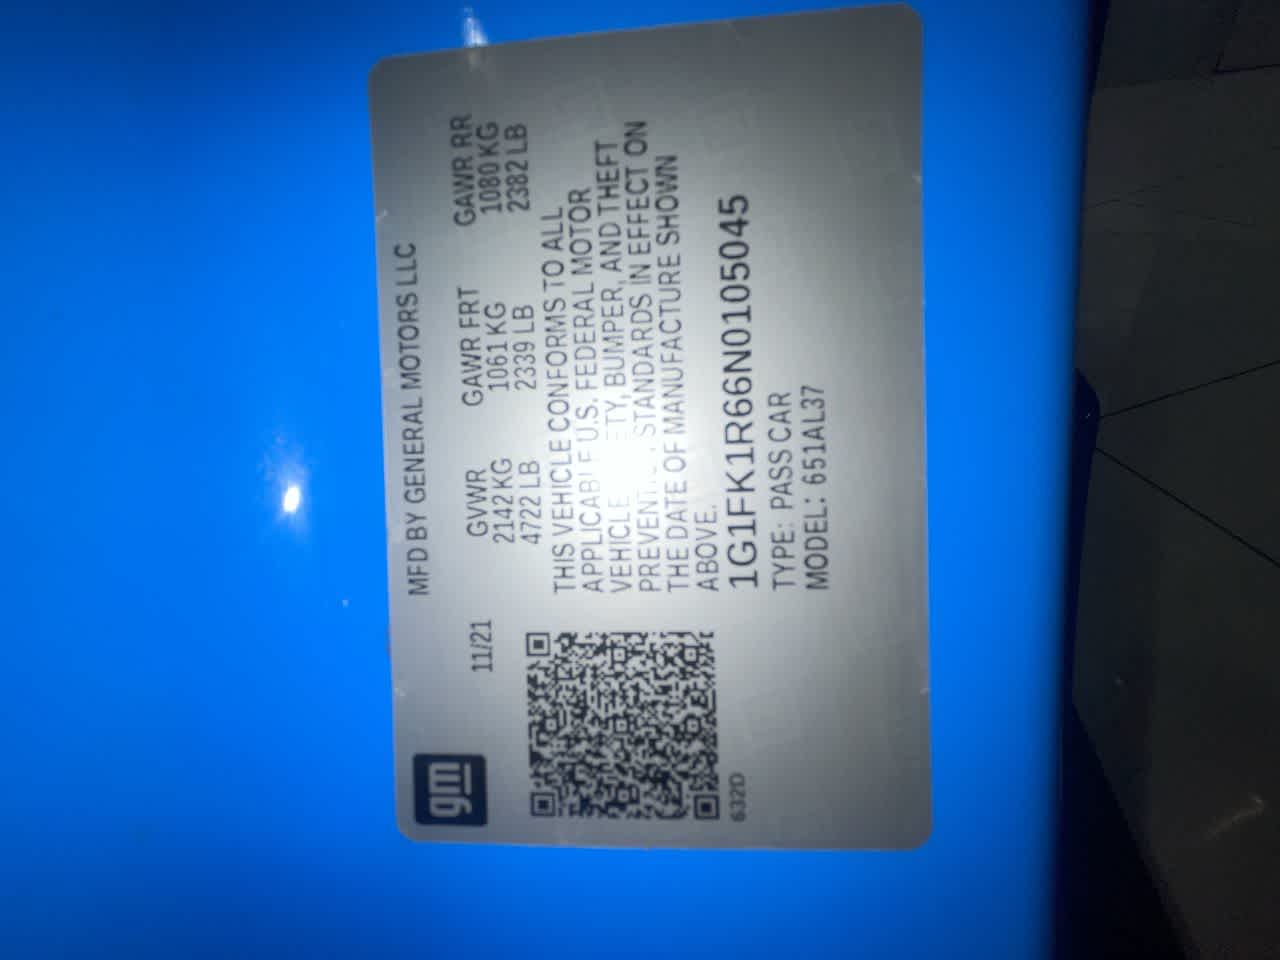 gm
MFD BY GENERAL MOTORS LLC
11/21
GVWR GAWR FRT GAWR RR
2142 KG 1061 KG 1080 KG
4722 LB 2339 LB 2382 LB
THIS VEHICLE CONFORMS TO ALL
U.S. FEDERAL MOTOR
VEHICLE BUMPER, AND THEFT
STANDARDS IN EFFECT ON
THE DATE OF MANUFACTURE SHOWN
ABOVE.
1G1FK1R66N0105045
TYPE: PASS CAR
MODEL: 651AL37
632D